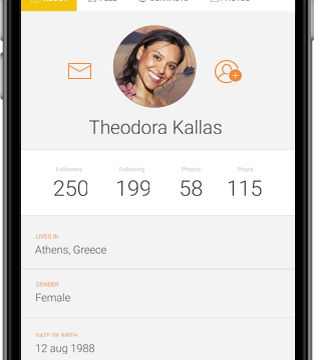 Theodora Kallas
Followers Following Photos Posts
250 199 58 115
LIVES IN
Athens, Greece
GENDER
Female
DATE OF BIRTH
12 aug 1988